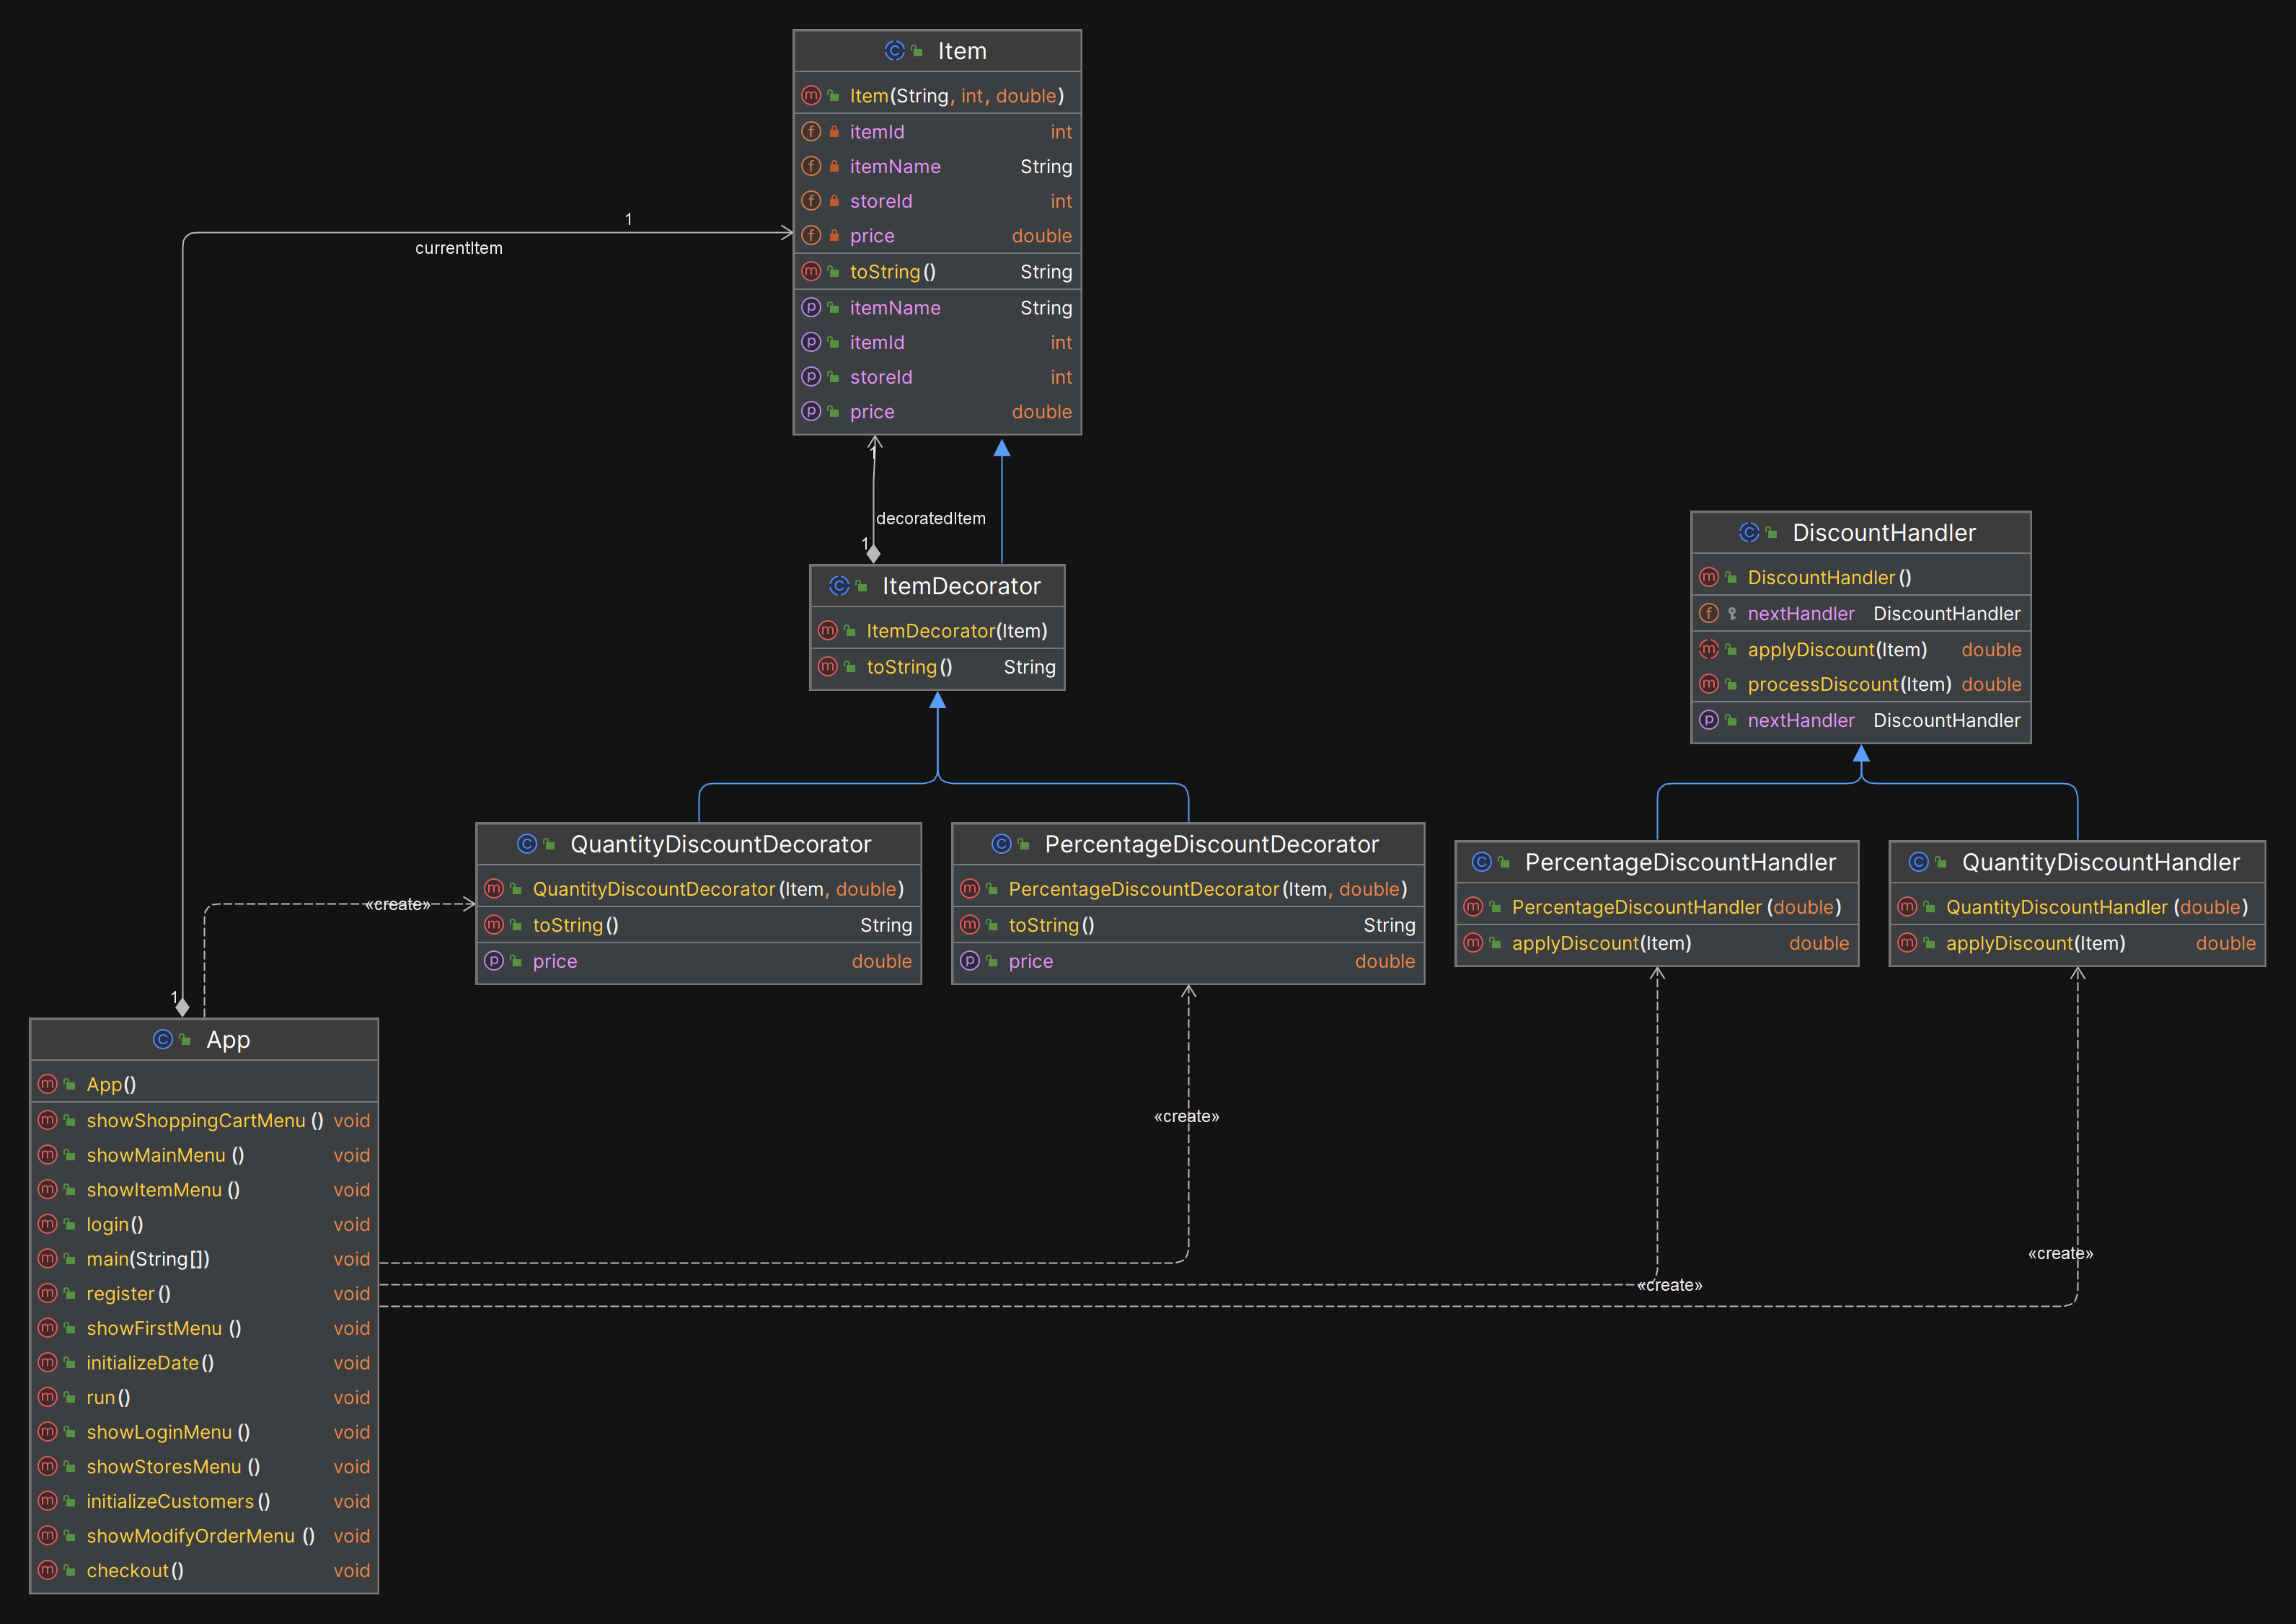 Item
Item(String, int, double)
itemId int
itemName String
storeId int
price double
toString() String
itemName String
itemId int
storeId int
price double
1
currentItem
1
decoratedItem
1
ItemDecorator
ItemDecorator(Item)
toString() String
DiscountHandler
DiscountHandler()
nextHandler DiscountHandler
applyDiscount(Item) double
processDiscount(Item) double
nextHandler DiscountHandler
QuantityDiscountDecorator
QuantityDiscountDecorator(Item, double)
toString() String
price double
PercentageDiscountDecorator
PercentageDiscountDecorator(Item, double)
toString() String
price double
PercentageDiscountHandler
PercentageDiscountHandler(double)
applyDiscount(Item) double
QuantityDiscountHandler
QuantityDiscountHandler(double)
applyDiscount(Item) double
«create»
1
App
App()
showShoppingCartMenu() void
showMainMenu() void
showItemMenu() void
login() void
main(String[]) void
register() void
showFirstMenu() void
initializeDate() void
run() void
showLoginMenu() void
showStoresMenu() void
initializeCustomers() void
showModifyOrderMenu() void
checkout() void
«create»
«create»
«create»